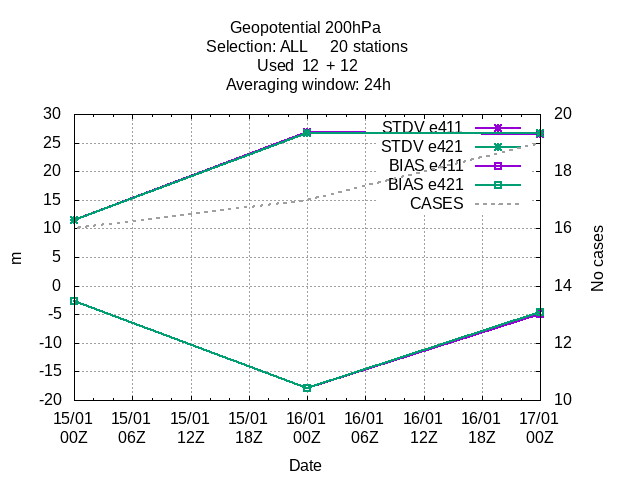 Geopotential 200hPa
Selection: ALL 20 stations
Used 12 + 12
Averaging window: 24h
30
25
20
15
10
5
0
-5
-10
-15
-20
m
20
18
16
14
12
10
No cases
STDV e411
STDV e421
BIAS e411
BIAS e421
CASES
15/01 15/01 15/01 15/01 16/01 16/01 16/01 16/01 17/01
00Z 06Z 12Z 18Z 00Z 06Z 12Z 18Z 00Z
Date